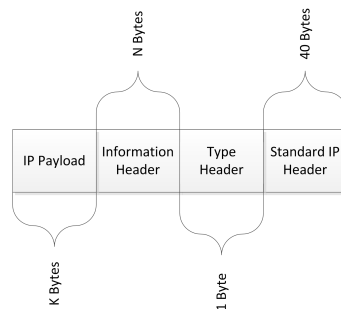 N Bytes
40 Bytes
IP Payload
Information
Header
Type
Header
Standard IP
Header
K Bytes
1 Byte